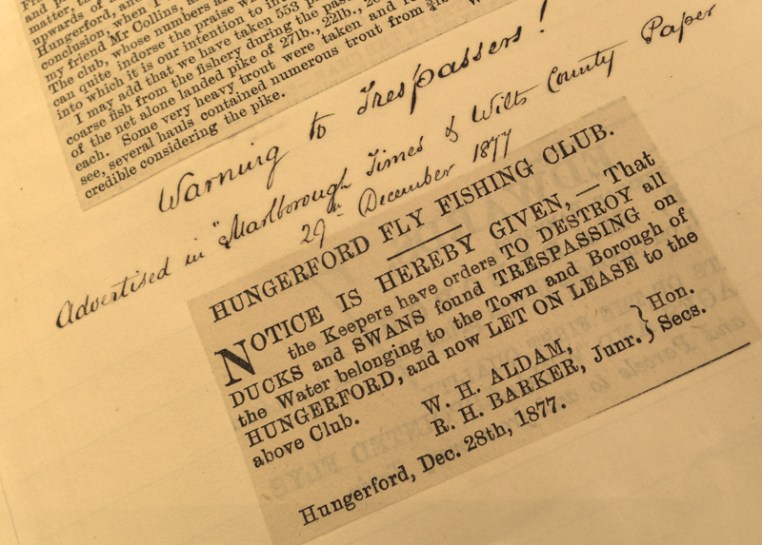 matter,
upwards of
Hungerford, and
conclusion, when I
my friend Mr Collins, a
The club, whose numbers a
can quite indorse the praise w
into which it is our intention to i
I may add that we have taken 553 p
coarse fish from the fishery during the pas
of the net alone landed pike of 27lb., 22lb., 2
each. Some very heavy trout were taken and r
see, several hauls contained numerous trout from
credible considering the pike.
Warning to Trespassers!
Advertised in "Marlborough Times & Wilts County Paper
29th December 1877
HUNGERFORD FLY FISHING CLUB.
NOTICE IS HEREBY GIVEN,—That
the Keepers have orders TO DESTROY all
DUCKS and SWANS found TRESPASSING on
the Water belonging to the Town and Borough of
HUNGERFORD, and now LET ON LEASE to the
above Club.
W. H. ALDAM, } Hon.
R. H. BARKER, Junr. } Secs.
Hungerford, Dec. 28th, 1877.